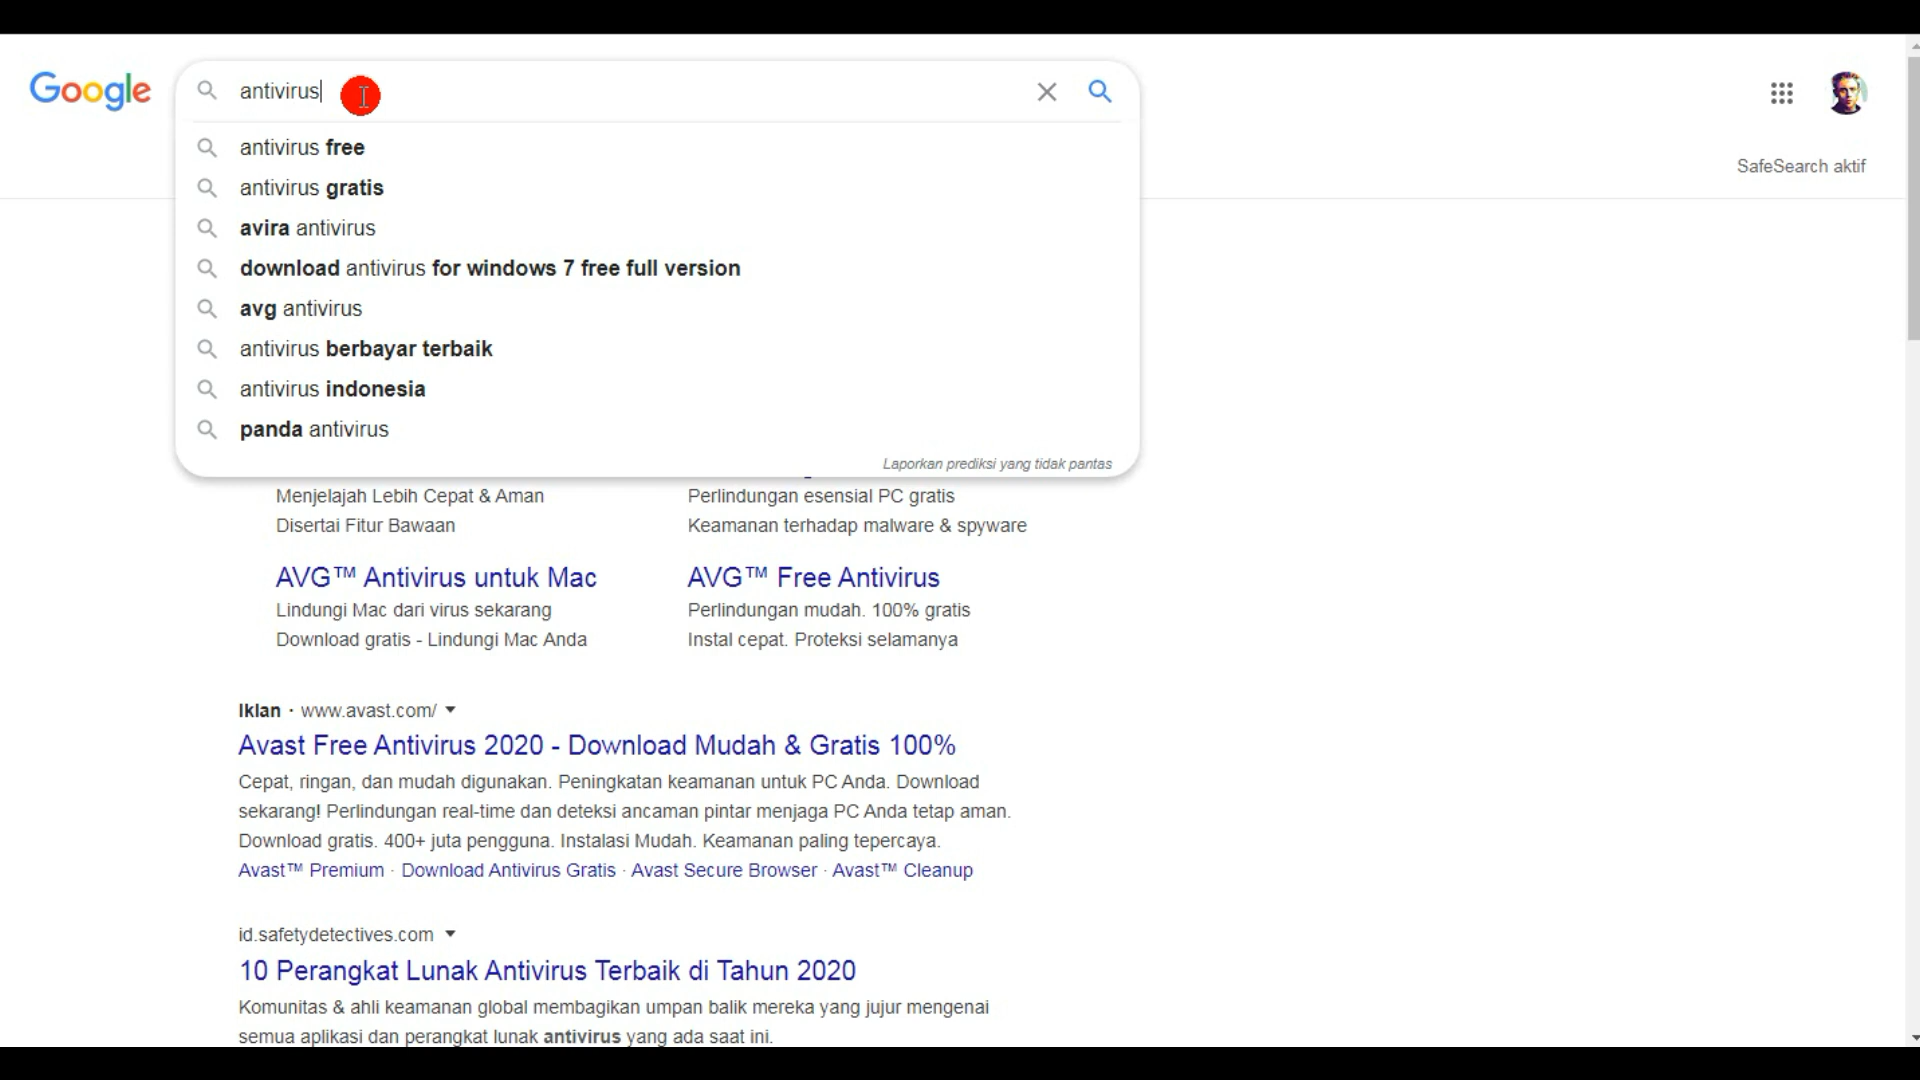 Google
antivirus
antivirus free
antivirus gratis
avira antivirus
download antivirus for windows 7 free full version
avg antivirus
antivirus berbayar terbaik
antivirus indonesia
panda antivirus
Laporkan prediksi yang tidak pantas
SafeSearch aktif
Menjelajah Lebih Cepat & Aman
Disertai Fitur Bawaan
Perlindungan esensial PC gratis
Keamanan terhadap malware & spyware
AVG™ Antivirus untuk Mac
Lindungi Mac dari virus sekarang
Download gratis - Lindungi Mac Anda
AVG™ Free Antivirus
Perlindungan mudah. 100% gratis
Instal cepat. Proteksi selamanya
Iklan · www.avast.com/
Avast Free Antivirus 2020 - Download Mudah & Gratis 100%
Cepat, ringan, dan mudah digunakan. Peningkatan keamanan untuk PC Anda. Download
sekarang! Perlindungan real-time dan deteksi ancaman pintar menjaga PC Anda tetap aman.
Download gratis. 400+ juta pengguna. Instalasi Mudah. Keamanan paling tepercaya.
Avast™ Premium · Download Antivirus Gratis · Avast Secure Browser · Avast™ Cleanup
id.safetydetectives.com
10 Perangkat Lunak Antivirus Terbaik di Tahun 2020
Komunitas & ahli keamanan global membagikan umpan balik mereka yang jujur mengenai
semua aplikasi dan perangkat lunak antivirus yang ada saat ini.